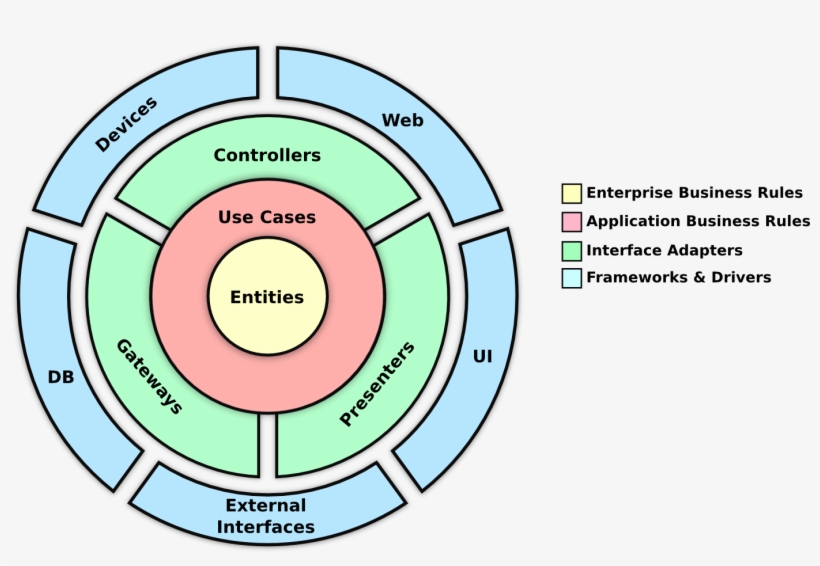 Devices
Web
Controllers
Use Cases
Entities
Gateways
Presenters
DB
UI
External
Interfaces
Enterprise Business Rules
Application Business Rules
Interface Adapters
Frameworks & Drivers